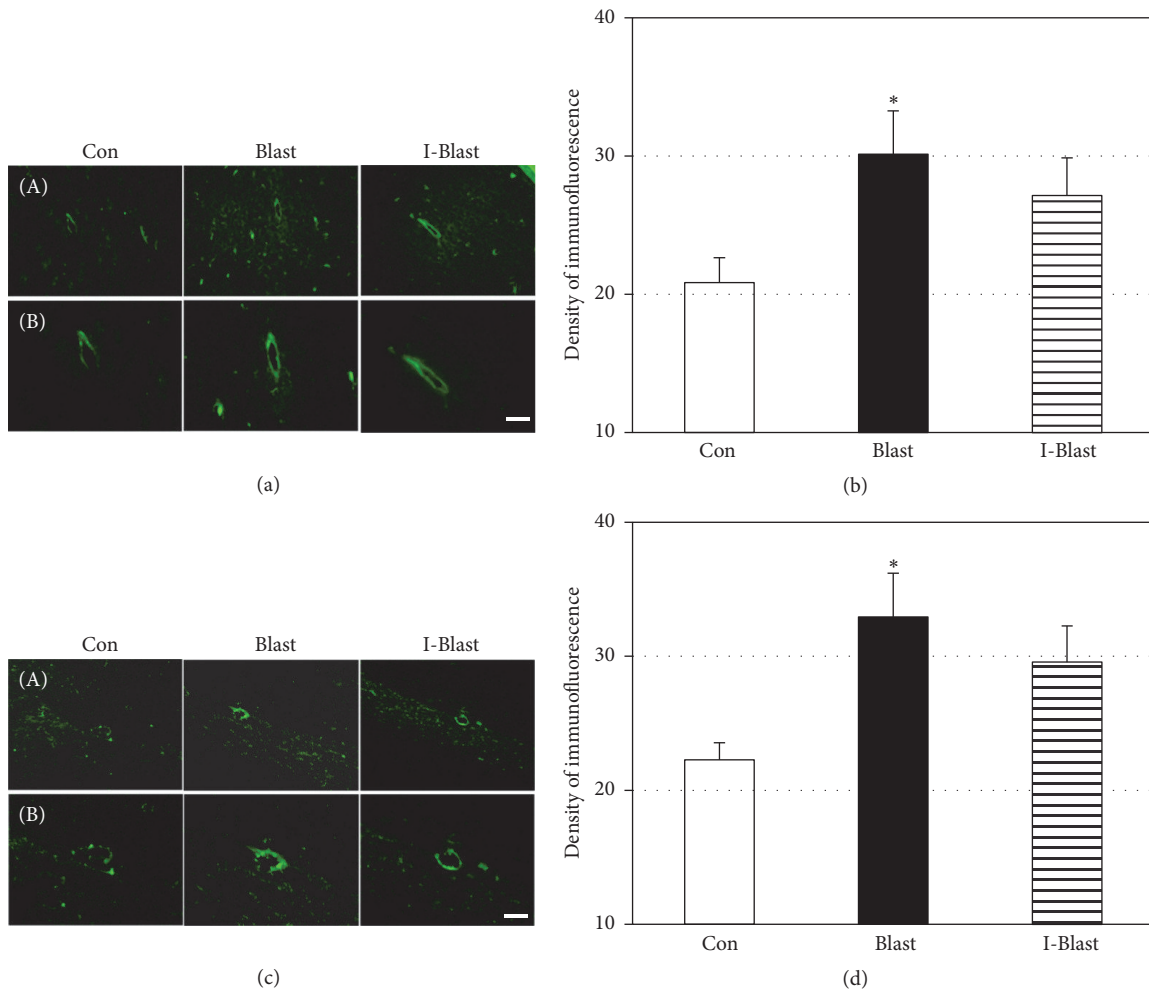 Con Blast I-Blast
(A)
(B)
(a)
40
30
20
10
Density of immunofluorescence
*
Con Blast I-Blast
(b)
Con Blast I-Blast
(A)
(B)
(c)
40
30
20
10
Density of immunofluorescence
*
Con Blast I-Blast
(d)